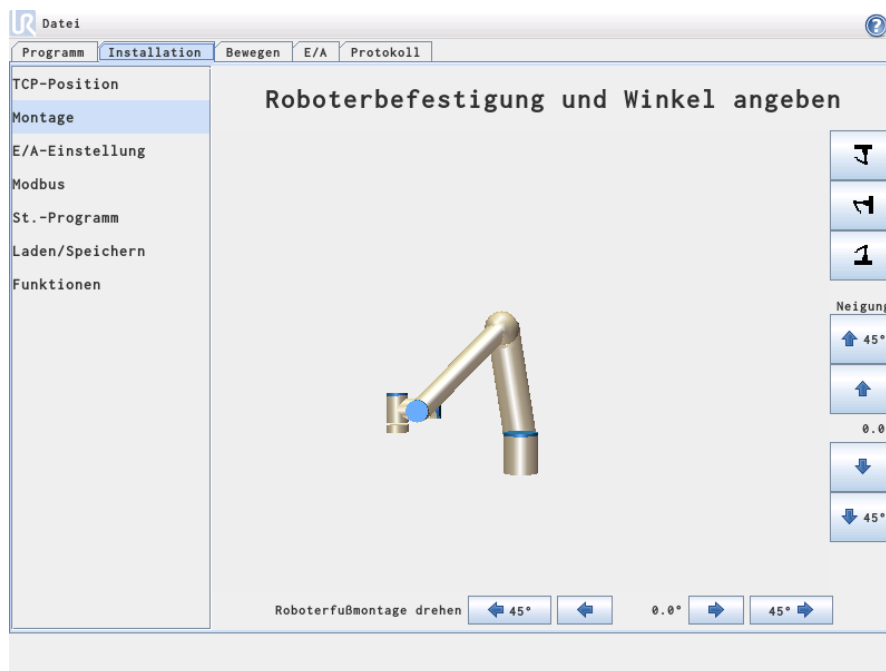 UR Datei
Programm Installation Bewegen E/A Protokoll
TCP-Position
Montage
E/A-Einstellung
Modbus
St.-Programm
Laden/Speichern
Funktionen
Roboterbefestigung und Winkel angeben
Neigung
45°
0.0
45°
Roboterfußmontage drehen 45° 0.0° 45°
?